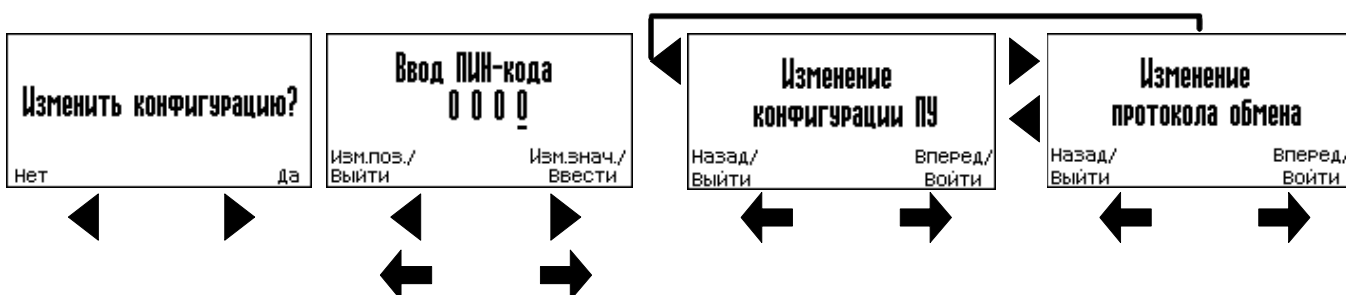 Изменить конфигурацию?
Нет
Да
Ввод ПИН-кода
0 0 0 0
Изм.поз./
Выйти
Изм.знач./
Ввести
Изменение
конфигурации ПУ
Назад/
Выйти
Вперед/
Войти
Изменение
протокола обмена
Назад/
Выйти
Вперед/
Войти